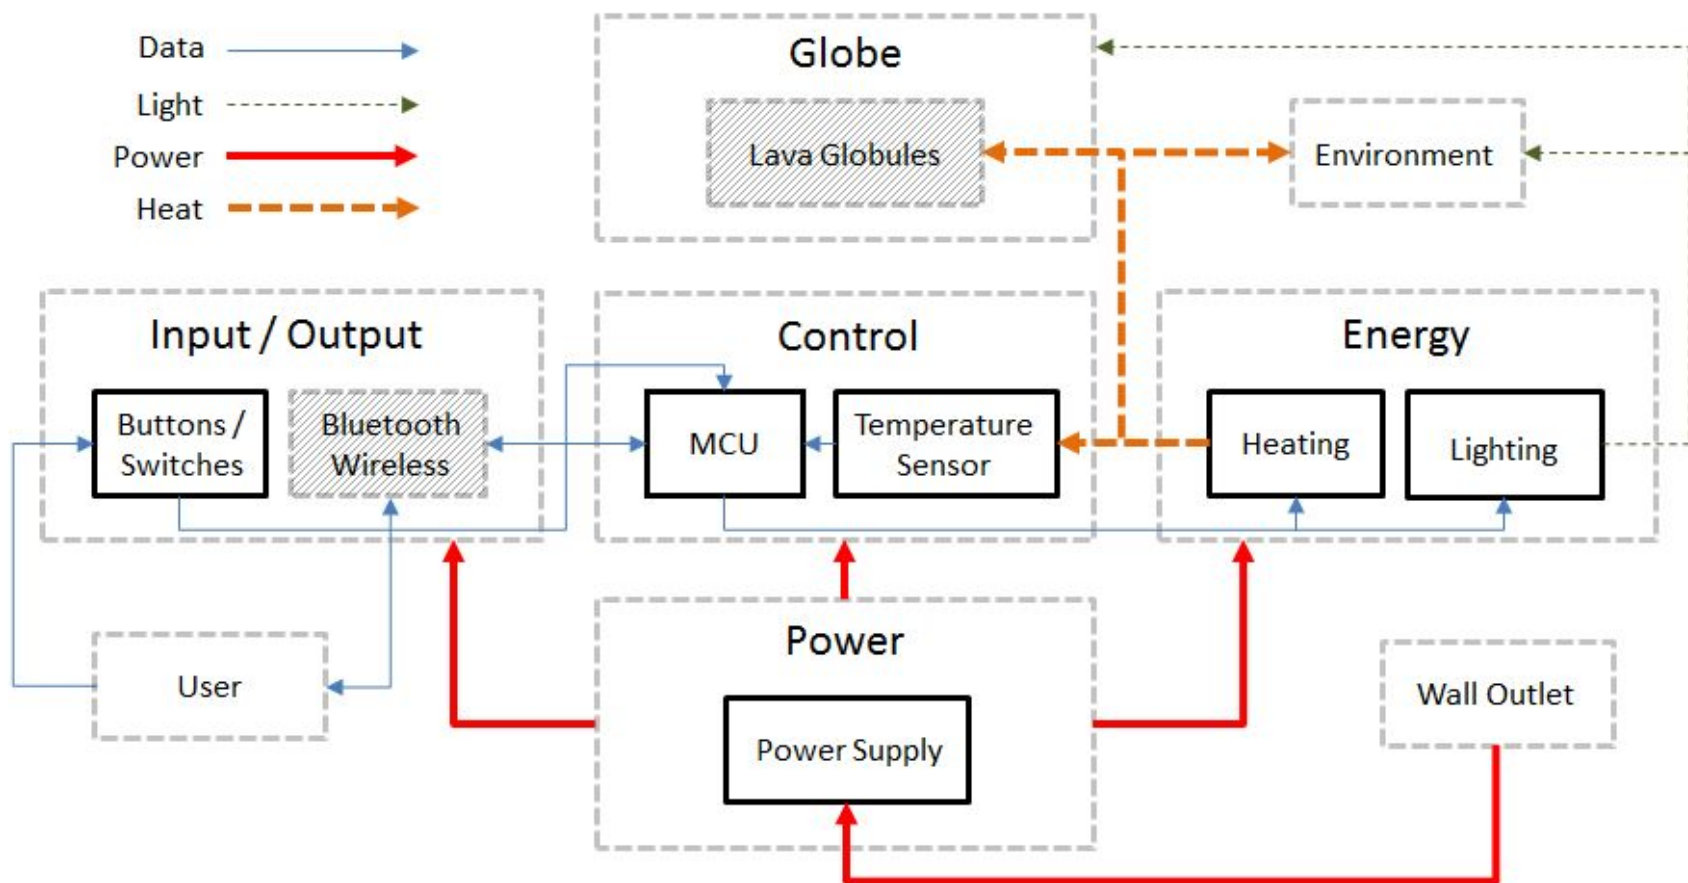 Data
Light
Power
Heat
Globe
Lava Globules
Environment
Input / Output
Buttons /
Switches
Bluetooth
Wireless
Control
MCU
Temperature
Sensor
Energy
Heating
Lighting
User
Power
Power Supply
Wall Outlet